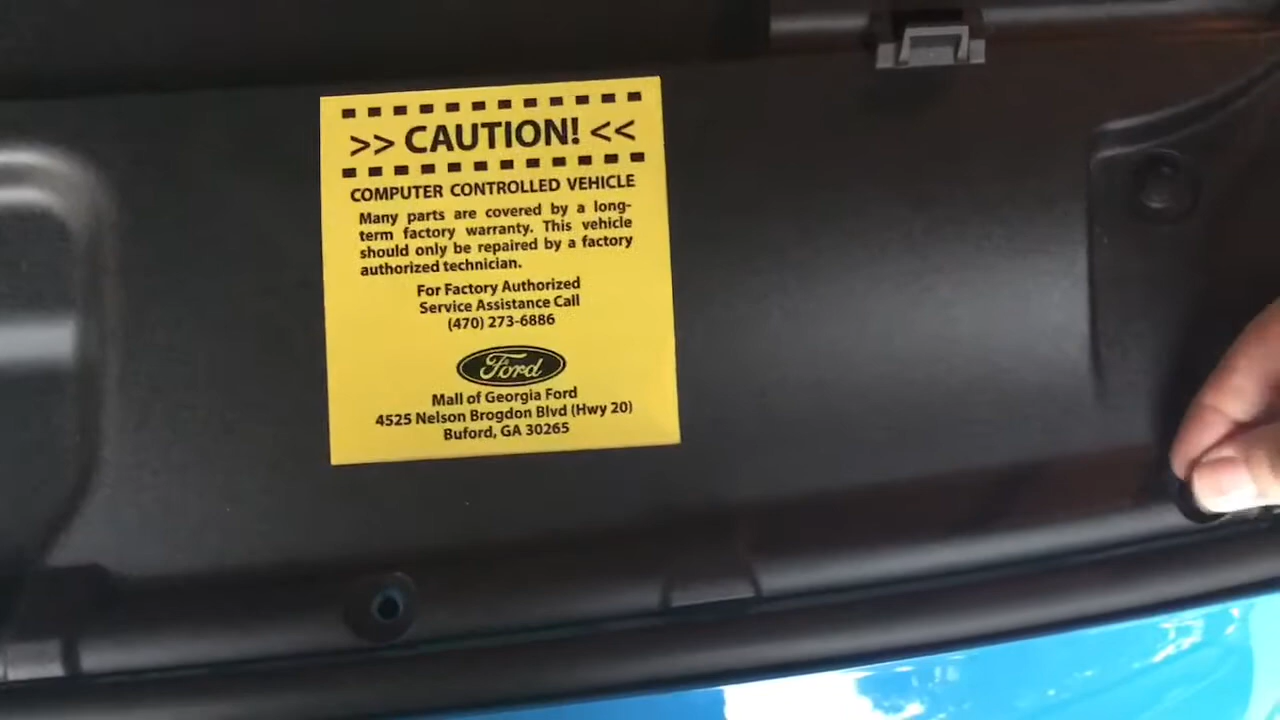 >> CAUTION! <<
COMPUTER CONTROLLED VEHICLE
Many parts are covered by a long-
term factory warranty. This vehicle
should only be repaired by a factory
authorized technician.
For Factory Authorized
Service Assistance Call
(470) 273-6886
Ford
Mall of Georgia Ford
4525 Nelson Brogdon Blvd (Hwy 20)
Buford, GA 30265